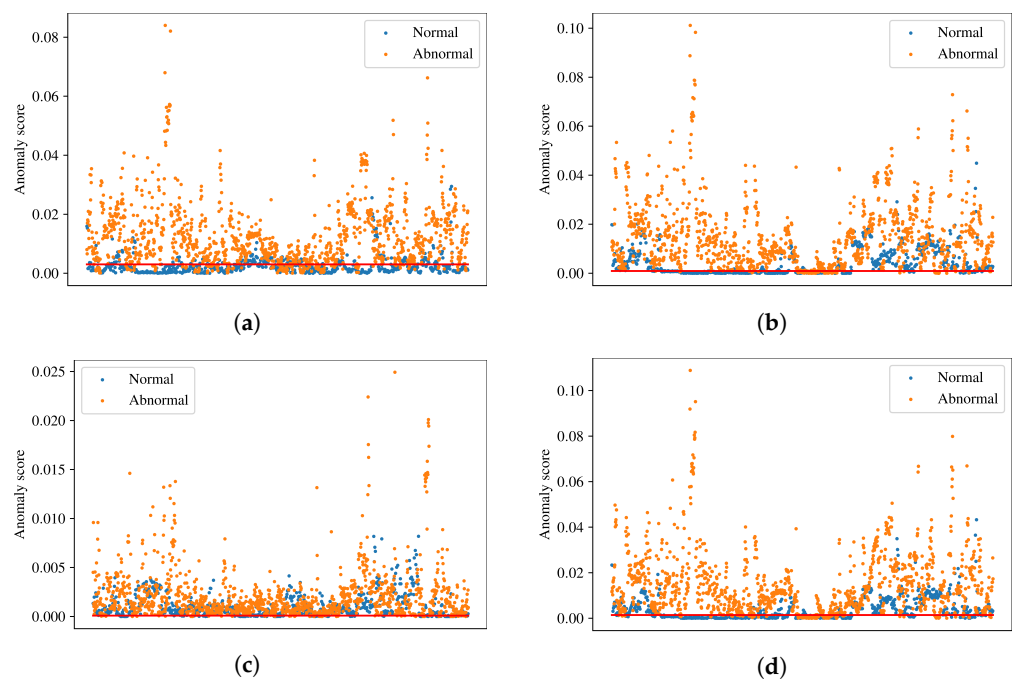 0.08
0.06
0.04
0.02
0.00
Anomaly score
Normal
Abnormal
(a)
0.10
0.08
0.06
0.04
0.02
0.00
Anomaly score
Normal
Abnormal
(b)
0.025
0.020
0.015
0.010
0.005
0.000
Anomaly score
Normal
Abnormal
(c)
0.10
0.08
0.06
0.04
0.02
0.00
Anomaly score
Normal
Abnormal
(d)